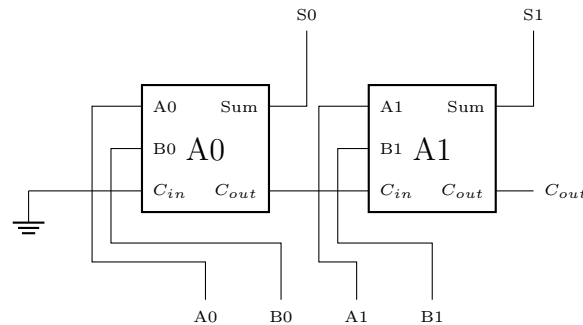 S0 S1
A0 Sum A1 Sum
B0 A0 B1 A1
C_in C_out C_in C_out C_out
A0 B0 A1 B1